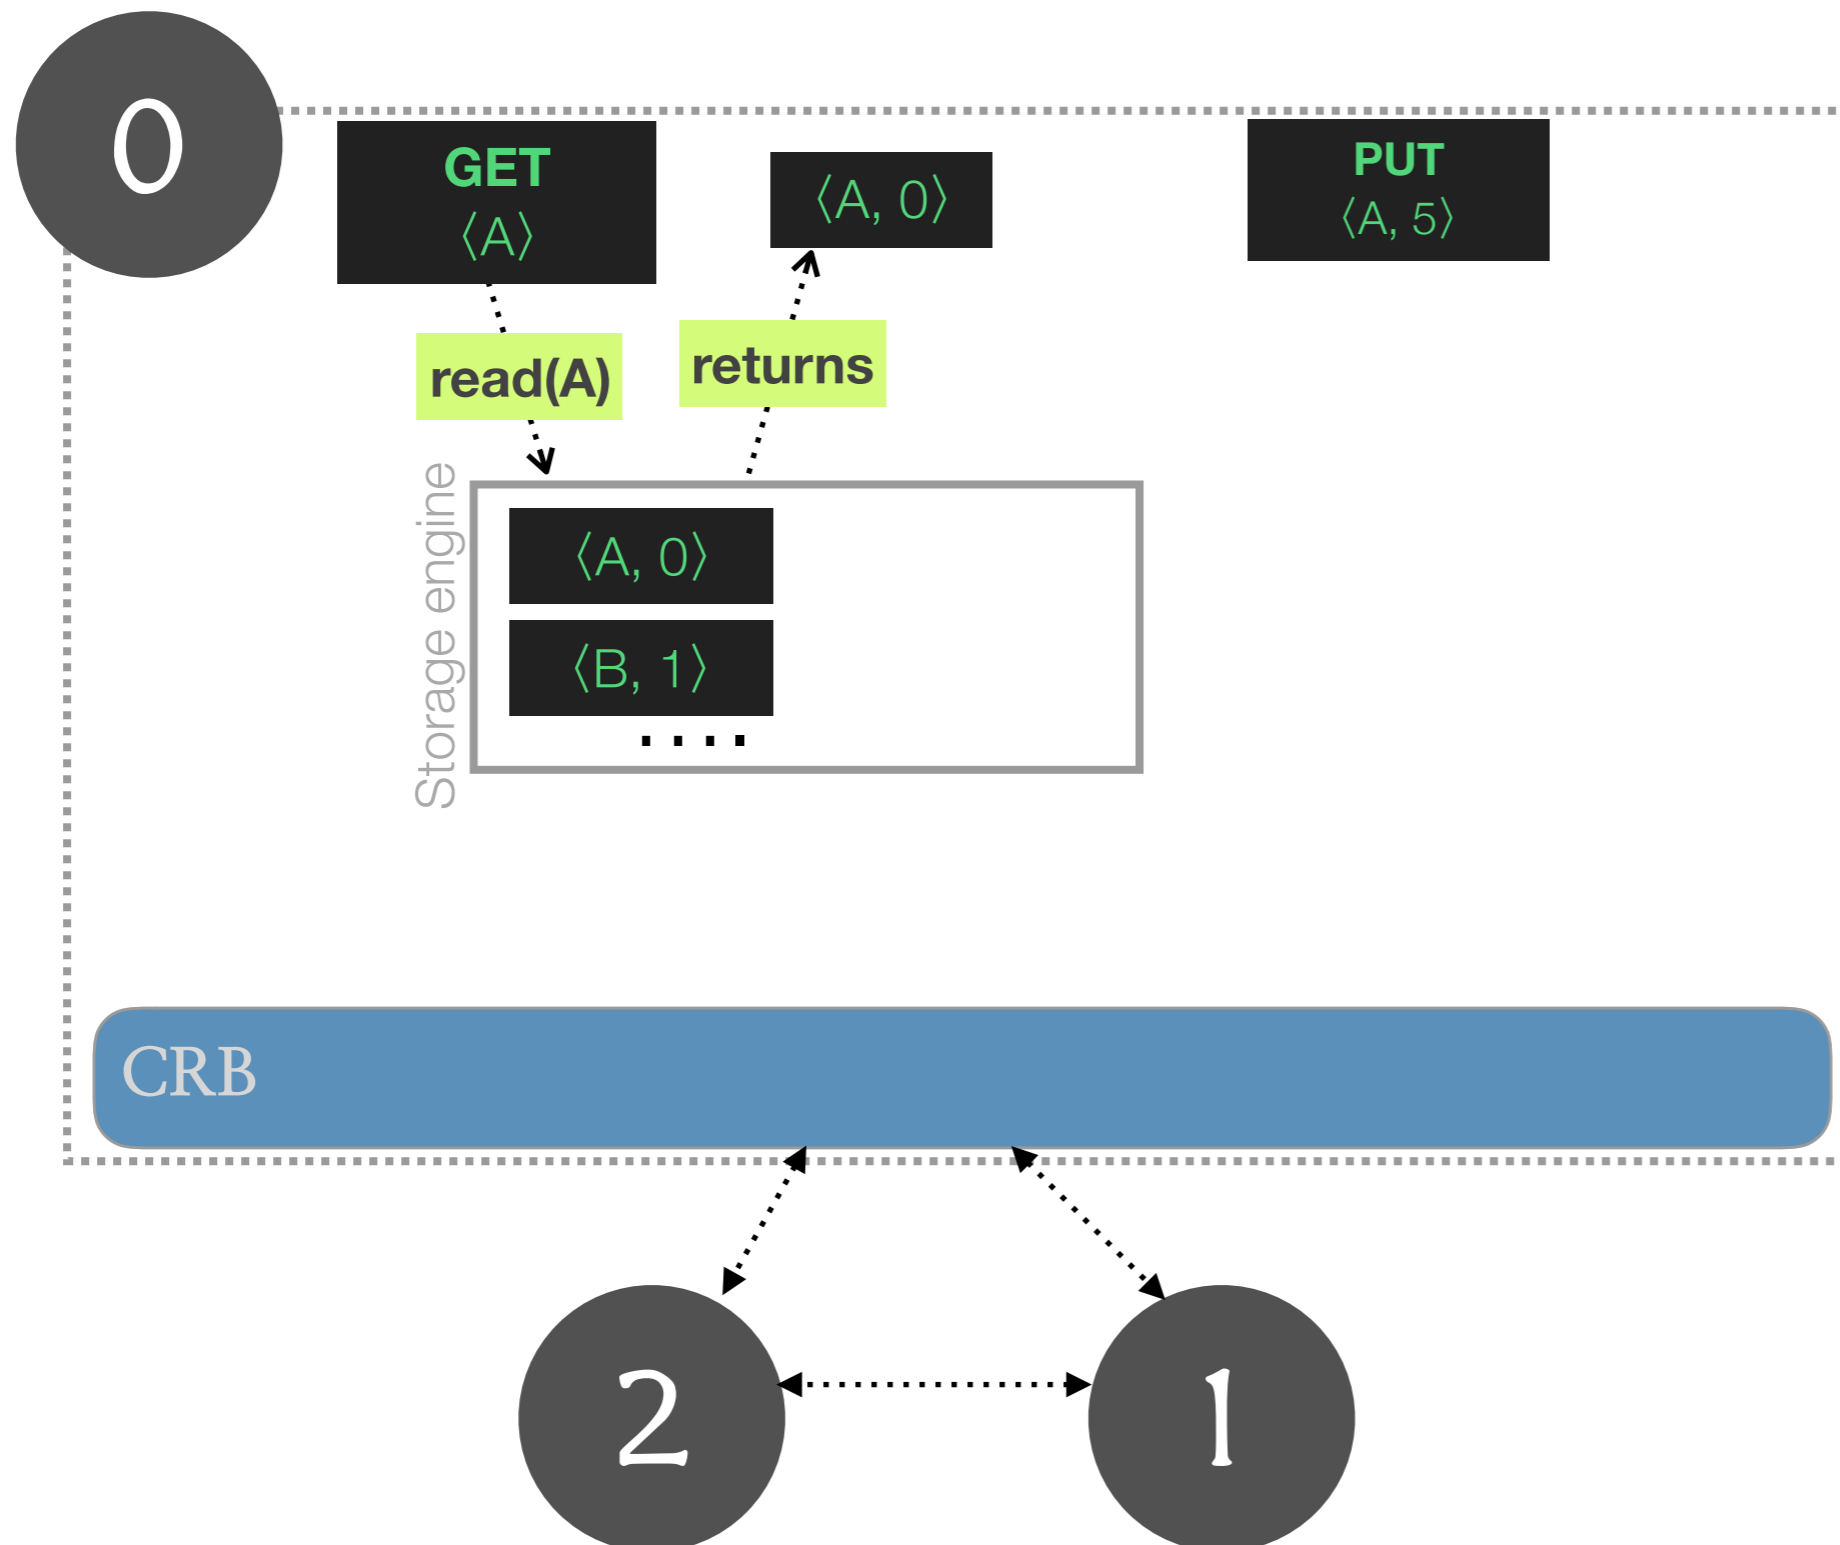 0
GET
⟨A⟩
⟨A, 0⟩
PUT
⟨A, 5⟩
read(A)
returns
Storage engine
⟨A, 0⟩
⟨B, 1⟩
....
CRB
2
1